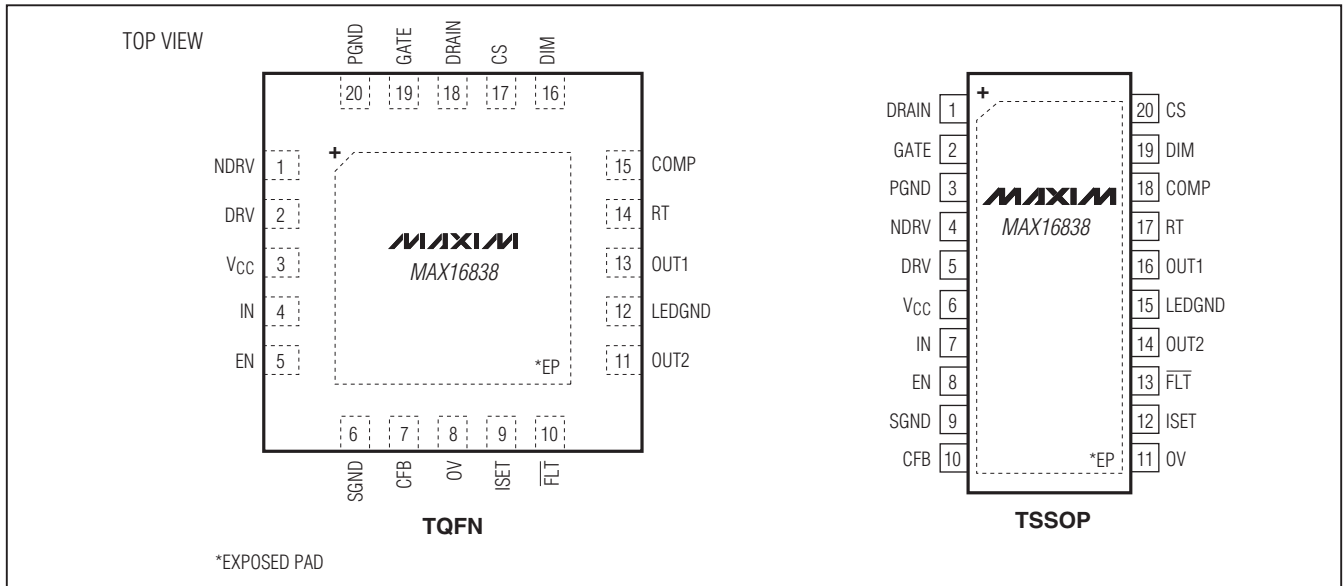 TOP VIEW
PGND
GATE
DRAIN
CS
DIM
20
19
18
17
16
NDRV 1
DRV 2
VCC 3
IN 4
EN 5
+
MAXIM
MAX16838
*EP
15 COMP
14 RT
13 OUT1
12 LEDGND
11 OUT2
6
7
8
9
10
SGND
CFB
OV
ISET
FLT
TQFN
*EXPOSED PAD
DRAIN 1
GATE 2
PGND 3
NDRV 4
DRV 5
VCC 6
IN 7
EN 8
SGND 9
CFB 10
+
MAXIM
MAX16838
*EP
20 CS
19 DIM
18 COMP
17 RT
16 OUT1
15 LEDGND
14 OUT2
13 FLT
12 ISET
11 OV
TSSOP